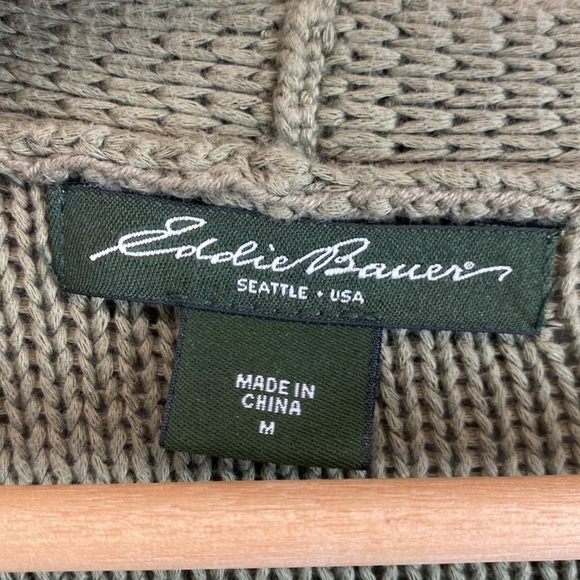 Eddie Bauer®
SEATTLE • USA
MADE IN
CHINA
M